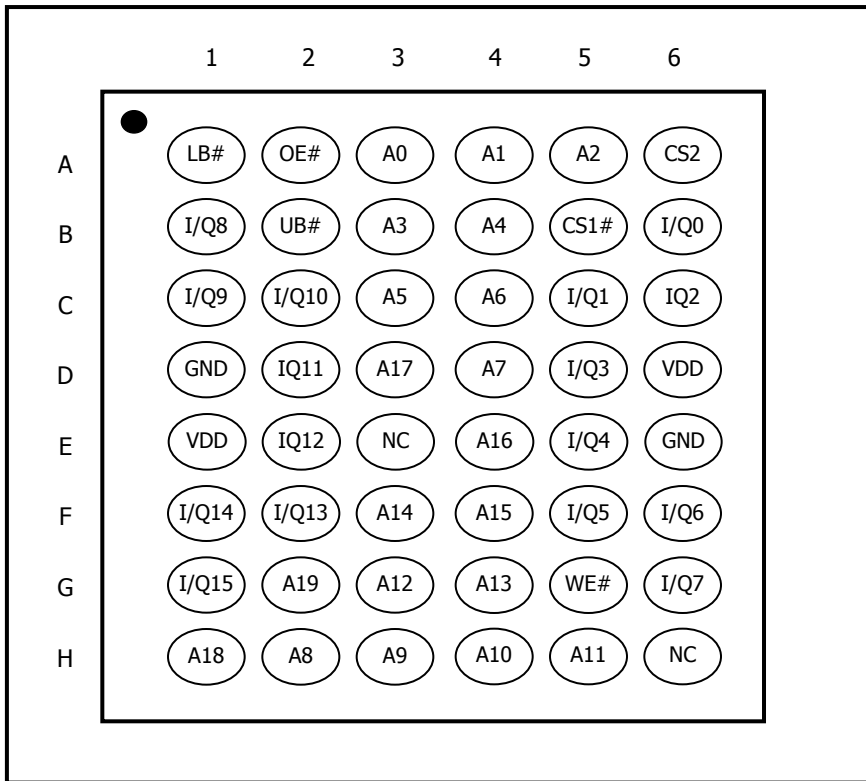 1 2 3 4 5 6
A LB# OE# A0 A1 A2 CS2
B I/Q8 UB# A3 A4 CS1# I/Q0
C I/Q9 I/Q10 A5 A6 I/Q1 IQ2
D GND IQ11 A17 A7 I/Q3 VDD
E VDD IQ12 NC A16 I/Q4 GND
F I/Q14 I/Q13 A14 A15 I/Q5 I/Q6
G I/Q15 A19 A12 A13 WE# I/Q7
H A18 A8 A9 A10 A11 NC